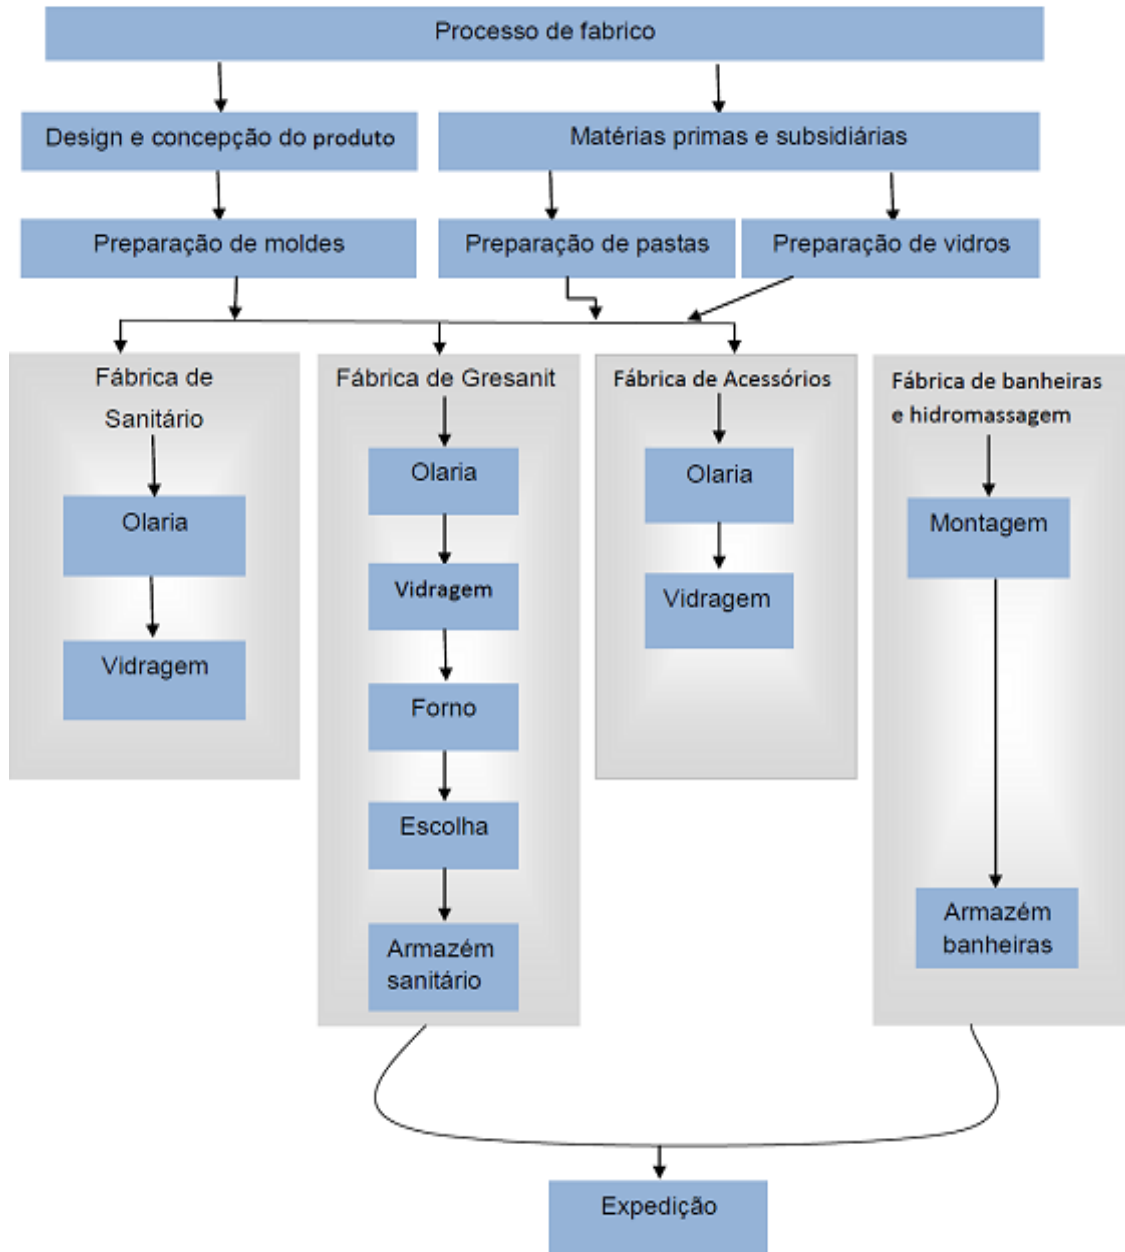 Processo de fabrico
Design e concepção do produto
Matérias primas e subsidiárias
Preparação de moldes
Preparação de pastas
Preparação de vidros
Fábrica de
Sanitário
Olaria
Vidragem
Fábrica de Gresanit
Olaria
Vidragem
Forno
Escolha
Armazém
sanitário
Fábrica de Acessórios
Olaria
Vidragem
Fábrica de banheiras
e hidromassagem
Montagem
Armazém
banheiras
Expedição